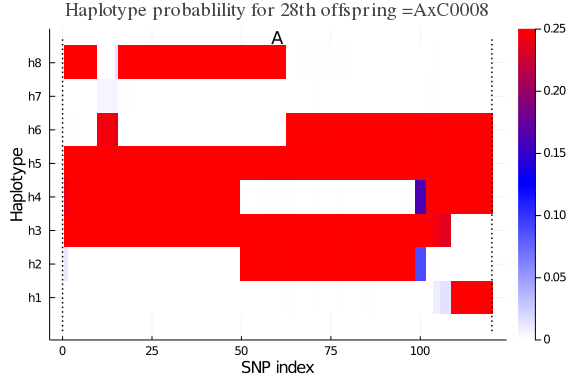 Haplotype probablility for 28th offspring =AxC0008
A
h8
h7
h6
h5
h4
h3
h2
h1
Haplotype
0
25
50
75
100
SNP index
0.25
0.20
0.15
0.10
0.05
0